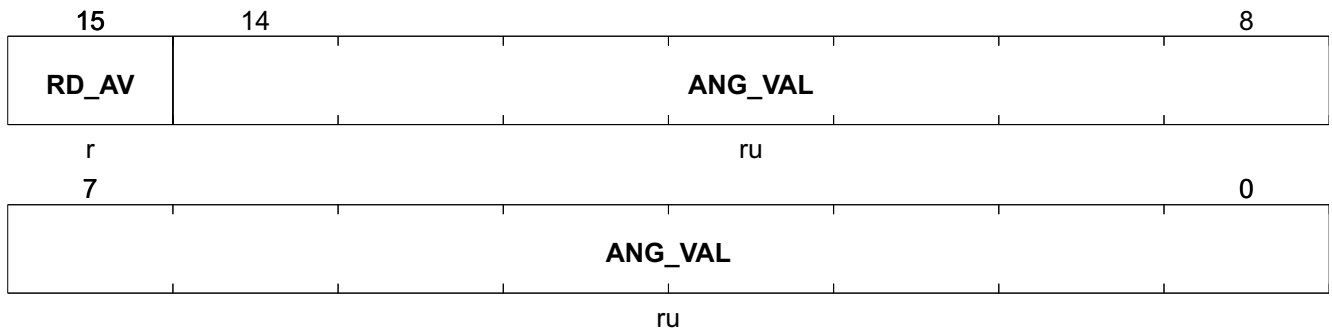 15 14 8
RD_AV ANG_VAL
r ru
7 0
ANG_VAL
ru